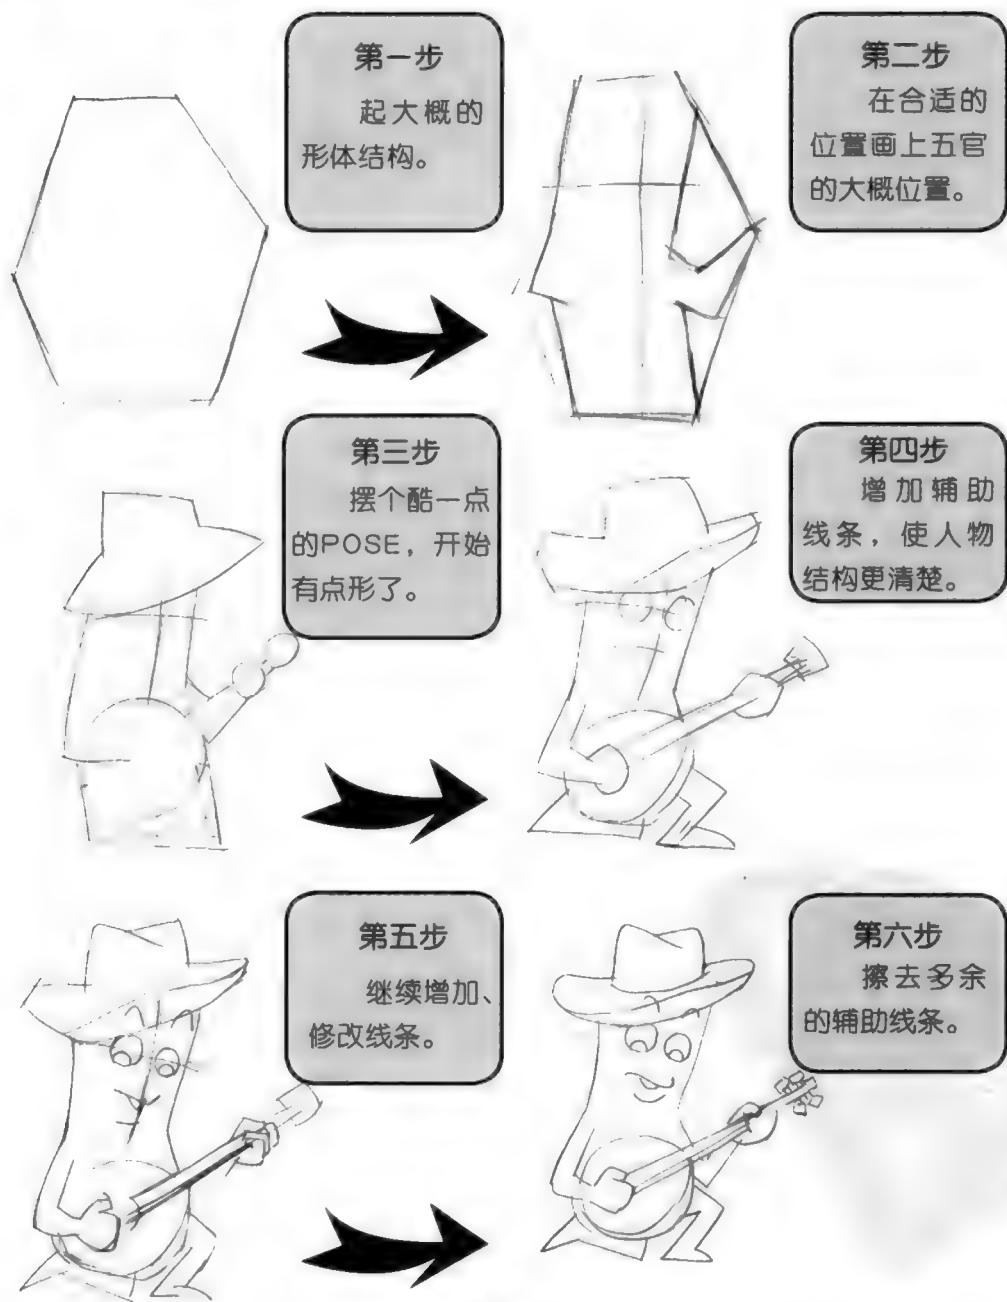 第一步
起大概的
形体结构。
第二步
在合适的
位置画上五官
的大概位置。
第三步
摆个酷一点
的POSE，开始
有点形了。
第四步
增加辅助
线条，使人物
结构更清楚。
第五步
继续增加、
修改线条。
第六步
擦去多余
的辅助线条。